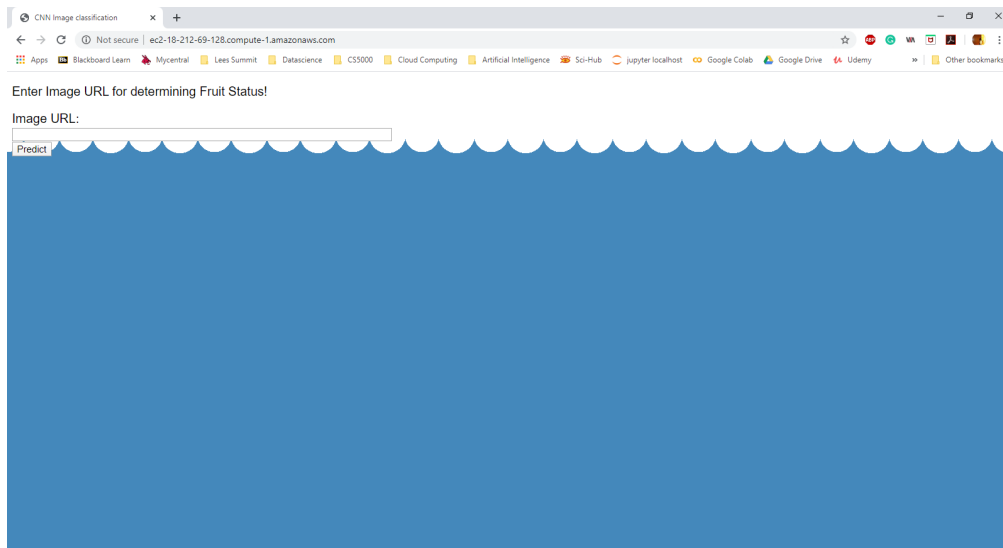 CNN Image classification
Not secure | ec2-18-212-69-128.compute-1.amazonaws.com
Apps Bb Blackboard Learn Mycentral Lees Summit Datascience CS5000 Cloud Computing Artificial Intelligence Sci-Hub jupyter localhost Google Colab Google Drive Udemy » Other bookmarks
Enter Image URL for determining Fruit Status!
Image URL:
Predict